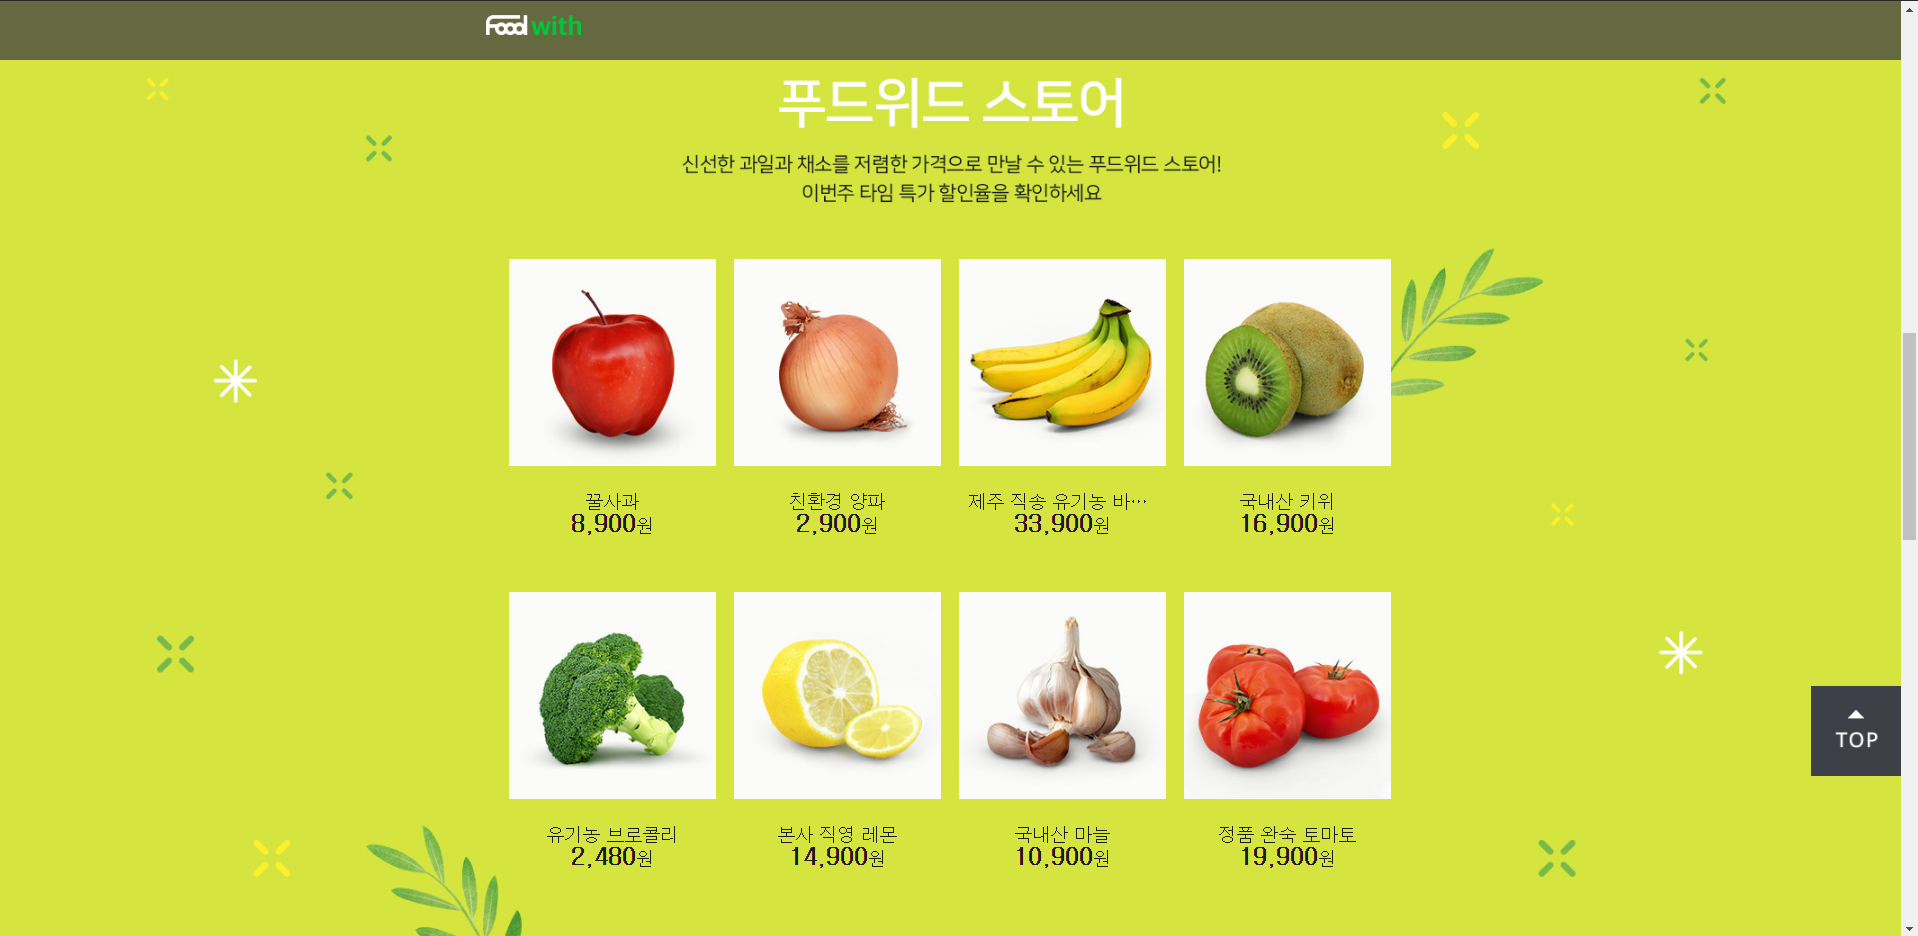 Food with
푸드위드 스토어
신선한 과일과 채소를 저렴한 가격으로 만날 수 있는 푸드위드 스토어!
이번주 타임 특가 할인율을 확인하세요
꿀사과
8,900원
친환경 양파
2,900원
제주 직송 유기농 바…
33,900원
국내산 키위
16,900원
유기농 브로콜리
2,480원
본사 직영 레몬
14,900원
국내산 마늘
10,900원
정품 완숙 토마토
19,900원
TOP